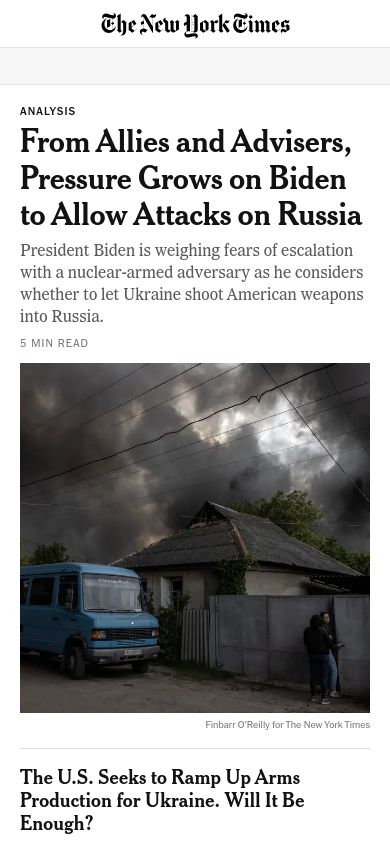 The New York Times
ANALYSIS
From Allies and Advisers,
Pressure Grows on Biden
to Allow Attacks on Russia
President Biden is weighing fears of escalation
with a nuclear-armed adversary as he considers
whether to let Ukraine shoot American weapons
into Russia.
5 MIN READ
Finbarr O'Reilly for The New York Times
The U.S. Seeks to Ramp Up Arms
Production for Ukraine. Will It Be
Enough?